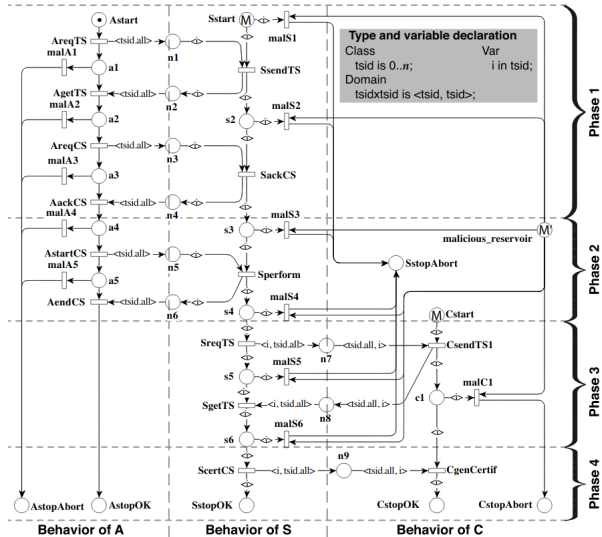 Astart
Sstart
M
<i>
malS1
Type and variable declaration
Class
Var
tsid is 0..n;
i in tsid;
Domain
tsidxtsid is <tsid, tsid>;
AreqTS
<tsid.all>
<i>
malA1
n1
<i>
a1
SsendTS
AgetTS
<tsid.all>
<i>
malA2
n2
<i>
malS2
a2
s2
<i>
Phase 1
AreqCS
<tsid.all>
<i>
malA3
n3
<i>
a3
SackCS
AackCS
<tsid.all>
<i>
malA4
n4
<i>
malS3
a4
s3
<i>
M'
malicious_reservoir
AstartCS
<tsid.all>
<i>
malA5
n5
<i>
SstopAbort
Phase 2
a5
Sperform
AendCS
<tsid.all>
<i>
malS4
n6
<i>
s4
<i>
M
Cstart
<i>
SreqTS
<i, tsid.all>
<tsid.all, i>
CsendTS1
n7
<i>
malS5
<i>
malC1
s5
<i>
Phase 3
c1
<i>
SgetTS
<i, tsid.all>
<tsid.all, i>
n8
<i>
malS6
<i>
s6
<i>
n9
<i>
ScertCS
<i, tsid.all>
<tsid.all, i>
CgenCertif
<i>
<i>
Phase 4
AstopAbort
AstopOK
SstopOK
CstopOK
CstopAbort
Behavior of A
Behavior of S
Behavior of C